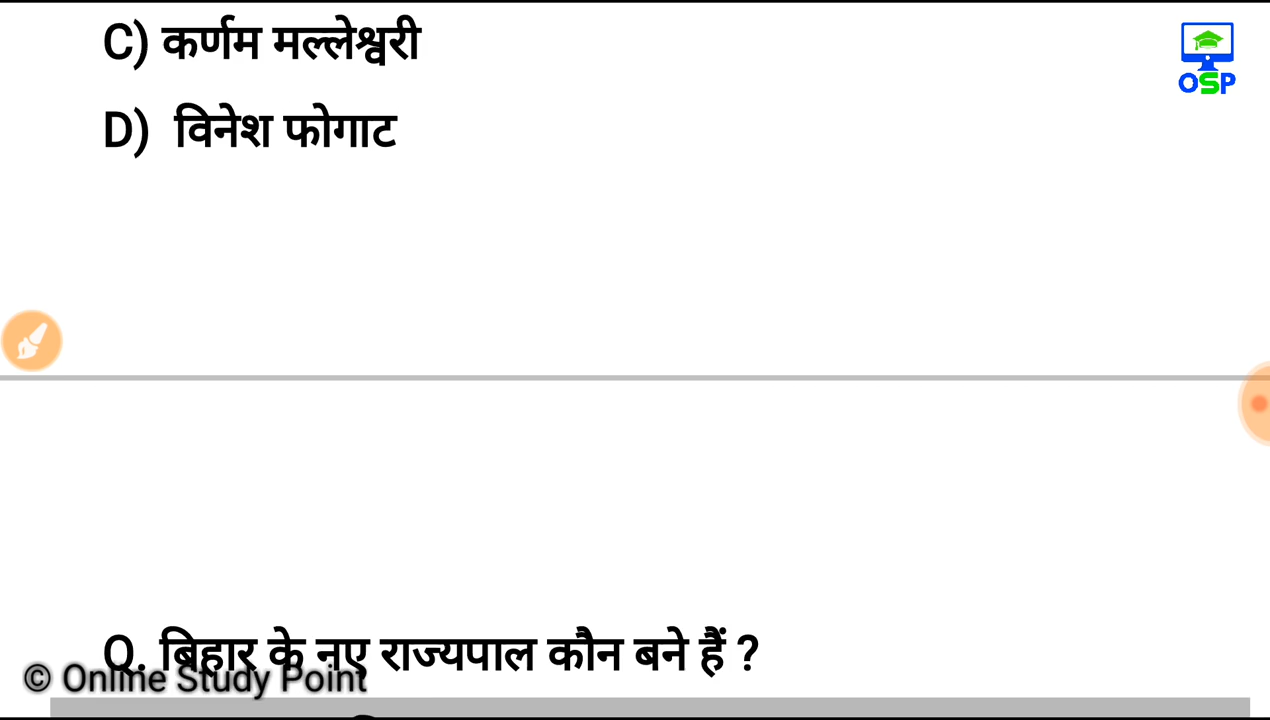 C) कर्णम मल्लेश्वरी
OSP
D) विनेश फोगाट
Q. बिहार के नए राज्यपाल कौन बने हैं ?
© Online Study Point